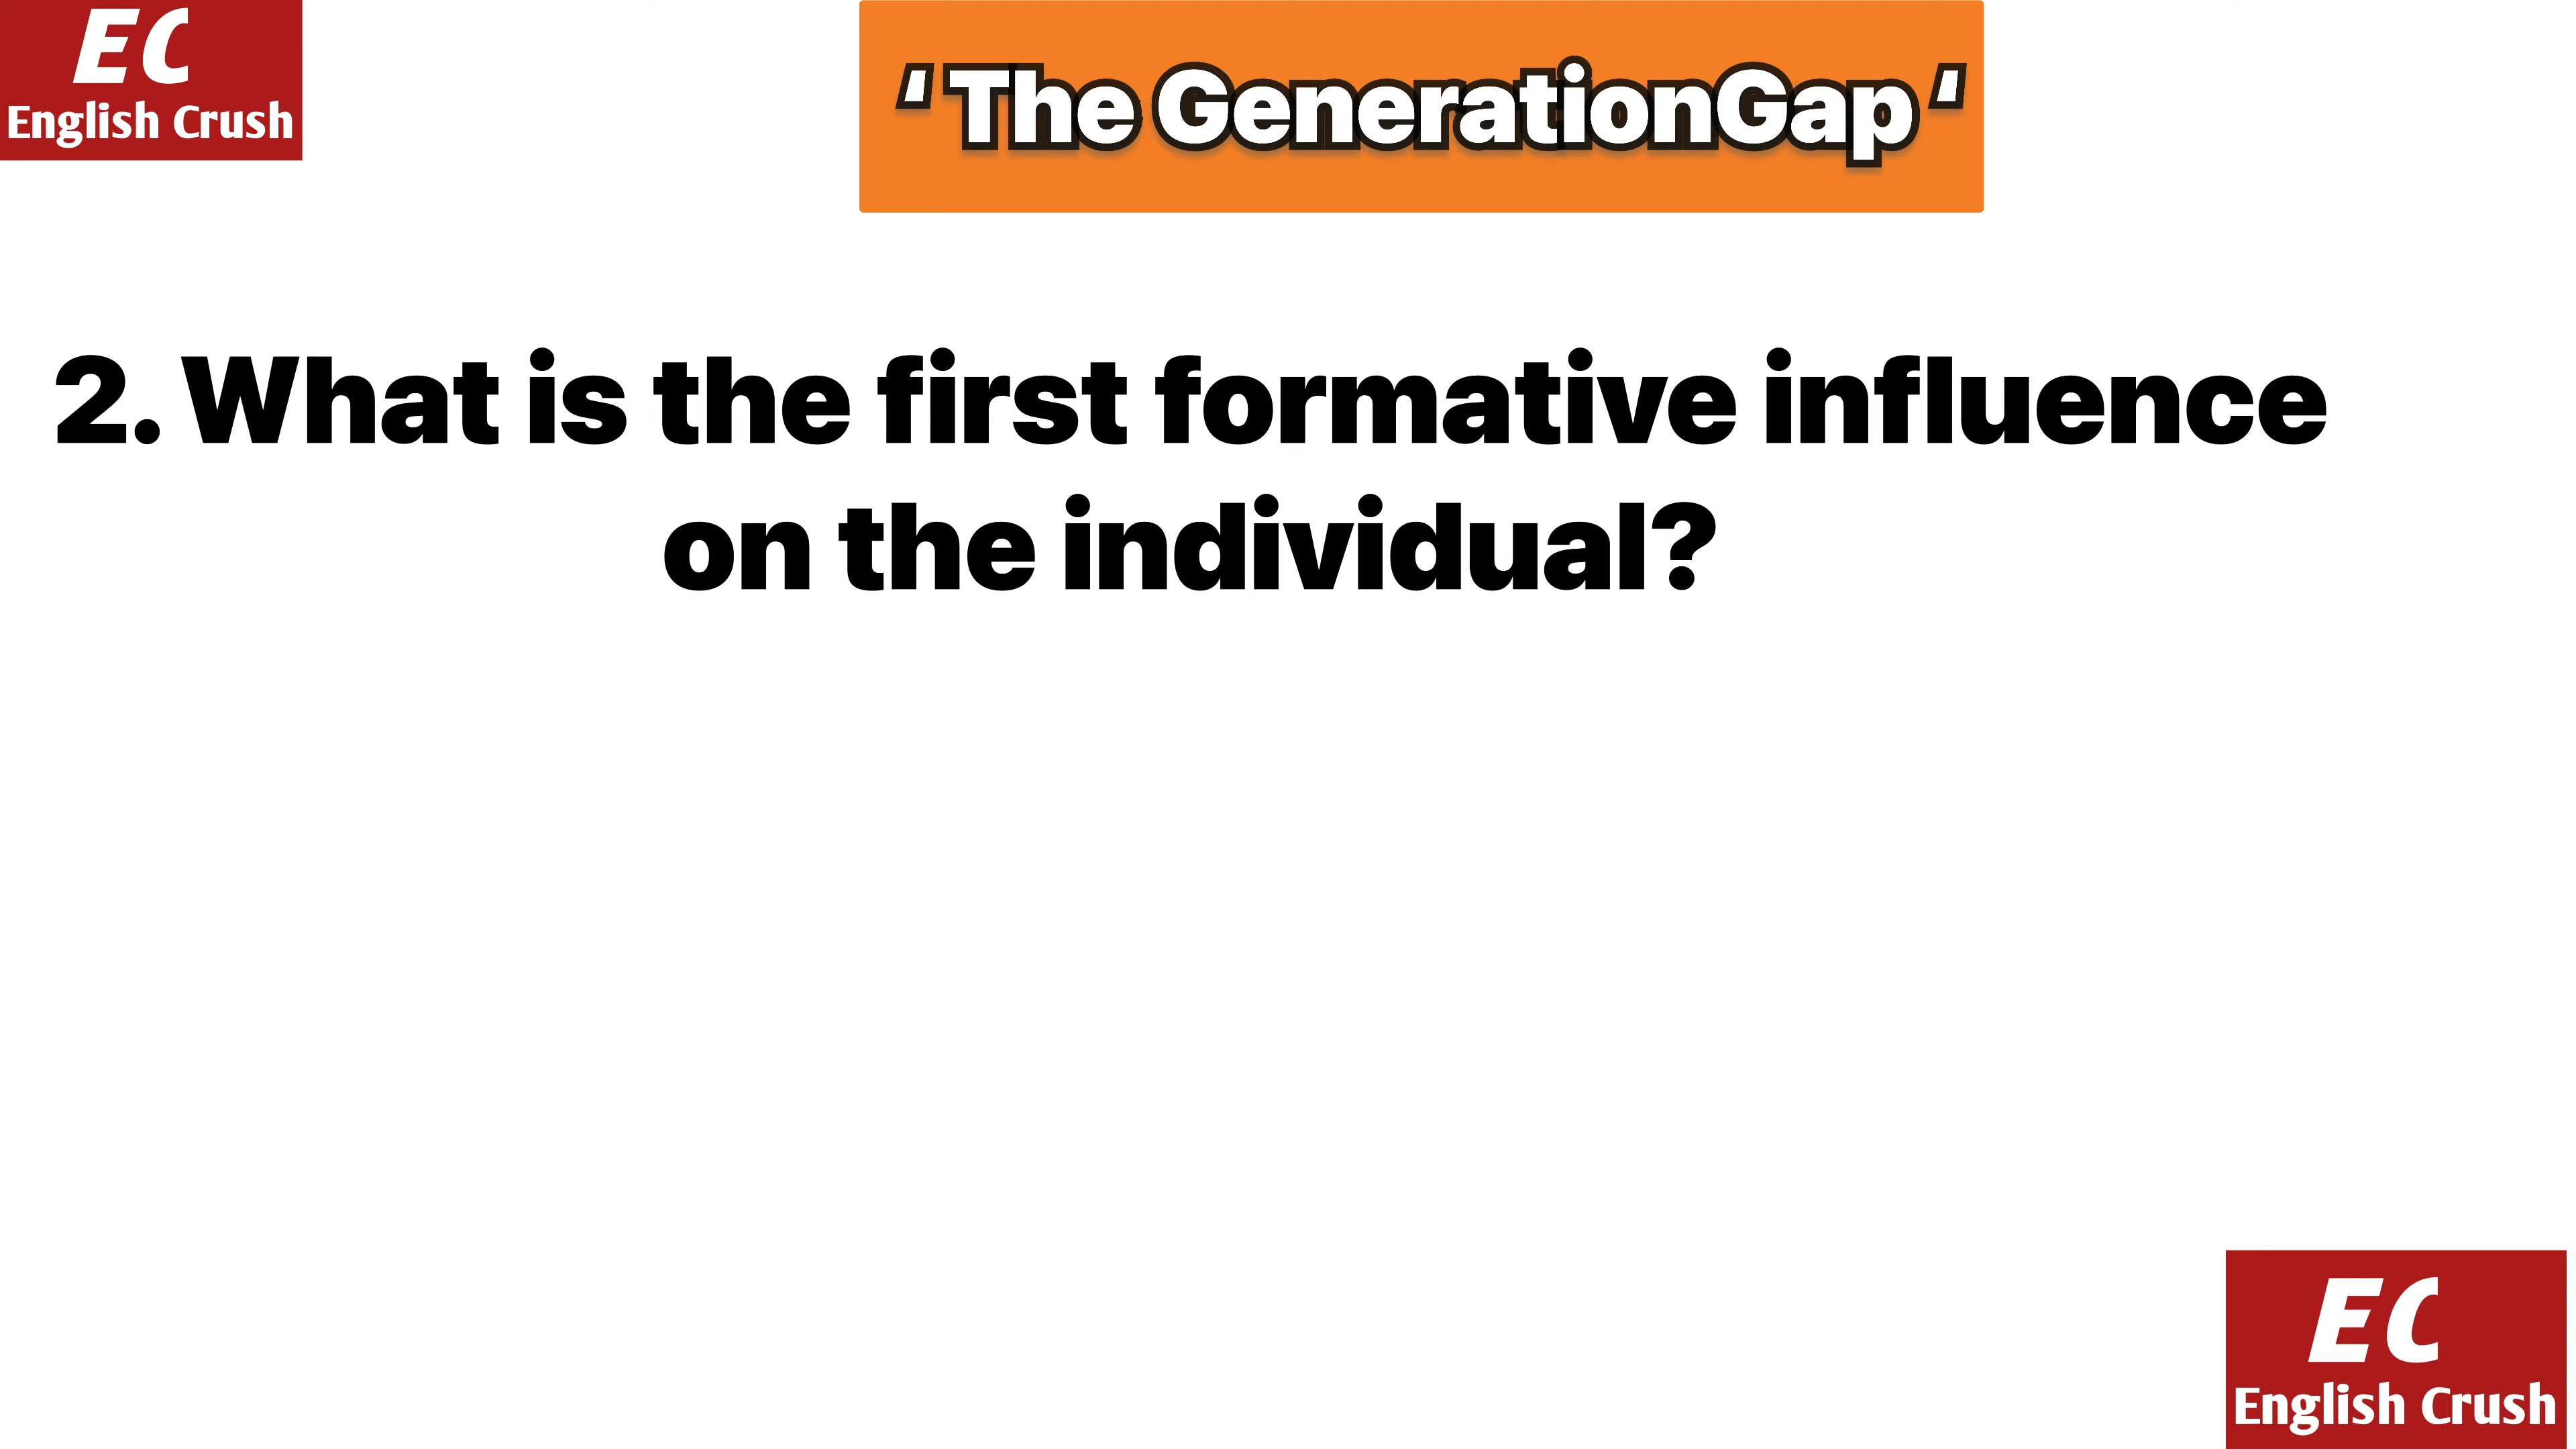 EC
English Crush
‘ The GenerationGap ‘
2. What is the first formative influence
on the individual?
EC
English Crush